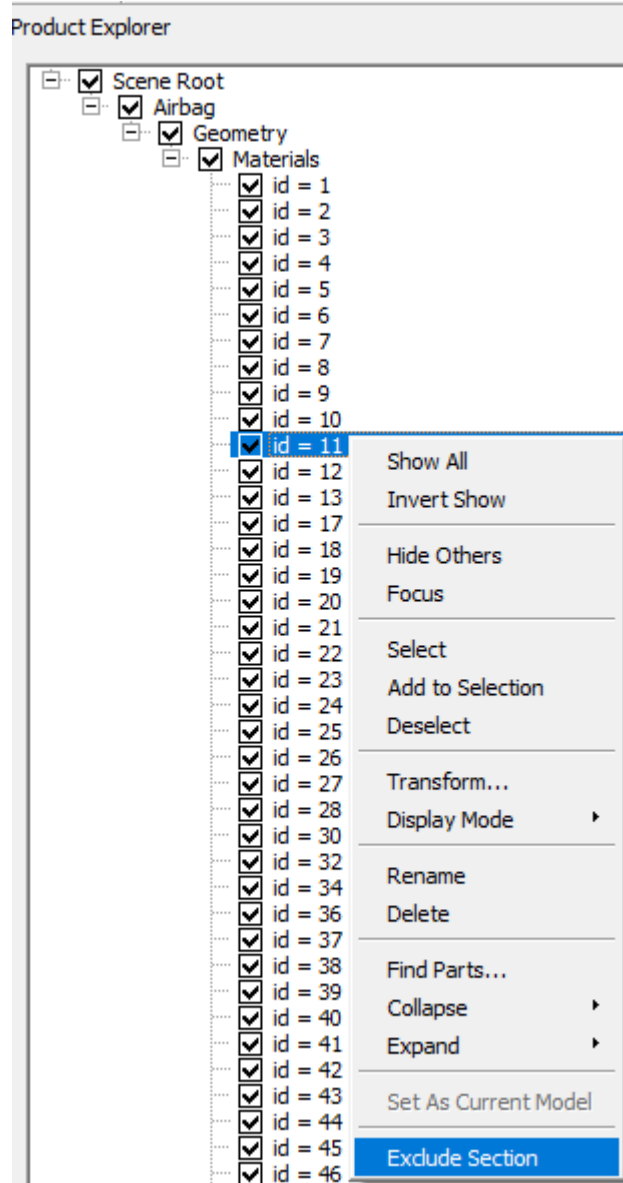 Product Explorer
Scene Root
Airbag
Geometry
Materials
id = 1
id = 2
id = 3
id = 4
id = 5
id = 6
id = 7
id = 8
id = 9
id = 10
id = 11
id = 12
id = 13
id = 17
id = 18
id = 19
id = 20
id = 21
id = 22
id = 23
id = 24
id = 25
id = 26
id = 27
id = 28
id = 30
id = 32
id = 34
id = 36
id = 37
id = 38
id = 39
id = 40
id = 41
id = 42
id = 43
id = 44
id = 45
id = 46
Show All
Invert Show
Hide Others
Focus
Select
Add to Selection
Deselect
Transform...
Display Mode
Rename
Delete
Find Parts...
Collapse
Expand
Set As Current Model
Exclude Section